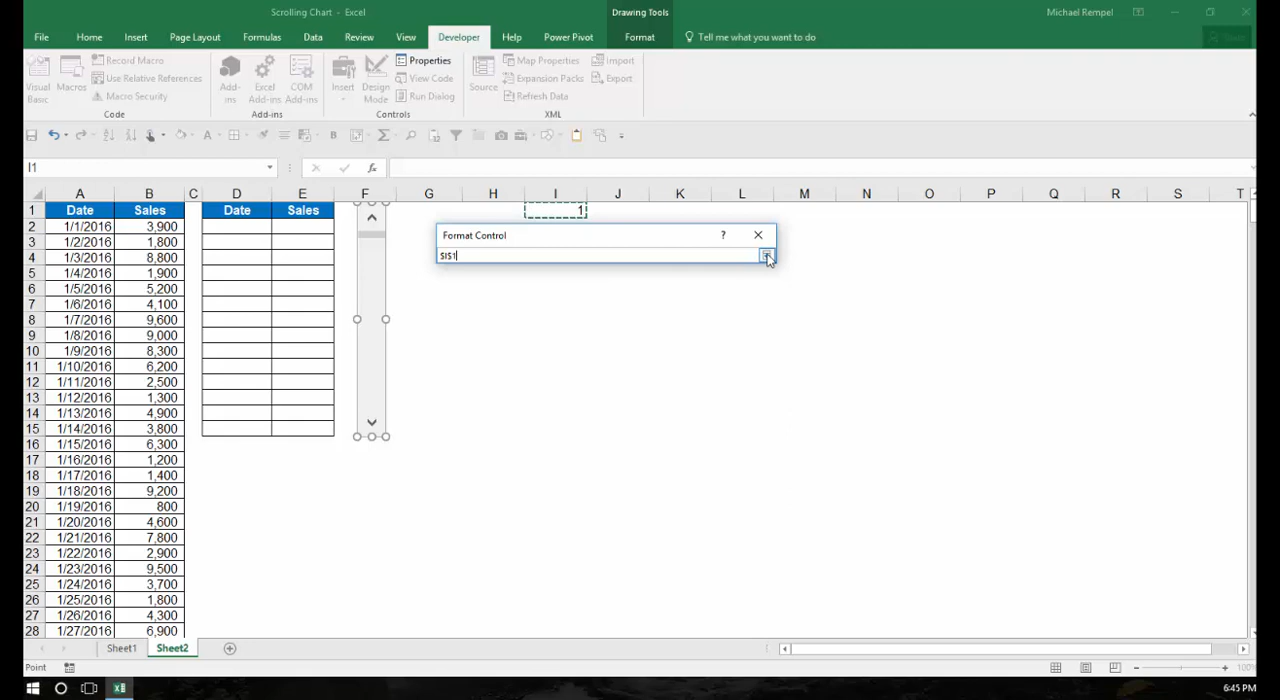 Scrolling Chart - Excel
Drawing Tools
Michael Rempel
File Home Insert Page Layout Formulas Data Review View Developer Help Power Pivot Format Tell me what you want to do
Visual Basic
Macros
Record Macro
Use Relative References
Macro Security
Code
Add-ins
Excel Add-ins
COM Add-ins
Add-ins
Insert
Design Mode
Properties
View Code
Run Dialog
Controls
Source
Map Properties
Expansion Packs
Refresh Data
Import
Export
XML
I1
fx
A B C D E F G H I J K L M N O P Q R S T
1 Date Sales Date Sales 1
2 1/1/2016 3,900
3 1/2/2016 1,800
4 1/3/2016 8,800
5 1/4/2016 1,900
6 1/5/2016 5,200
7 1/6/2016 4,100
8 1/7/2016 9,600
9 1/8/2016 9,000
10 1/9/2016 8,300
11 1/10/2016 6,200
12 1/11/2016 2,500
13 1/12/2016 1,300
14 1/13/2016 4,900
15 1/14/2016 3,800
16 1/15/2016 6,300
17 1/16/2016 1,200
18 1/17/2016 1,400
19 1/18/2016 9,200
20 1/19/2016 800
21 1/20/2016 4,600
22 1/21/2016 7,800
23 1/22/2016 2,900
24 1/23/2016 9,500
25 1/24/2016 3,700
26 1/25/2016 1,800
27 1/26/2016 4,300
28 1/27/2016 6,900
Format Control ?
$I$1
Sheet1 Sheet2
Point
100%
6:45 PM